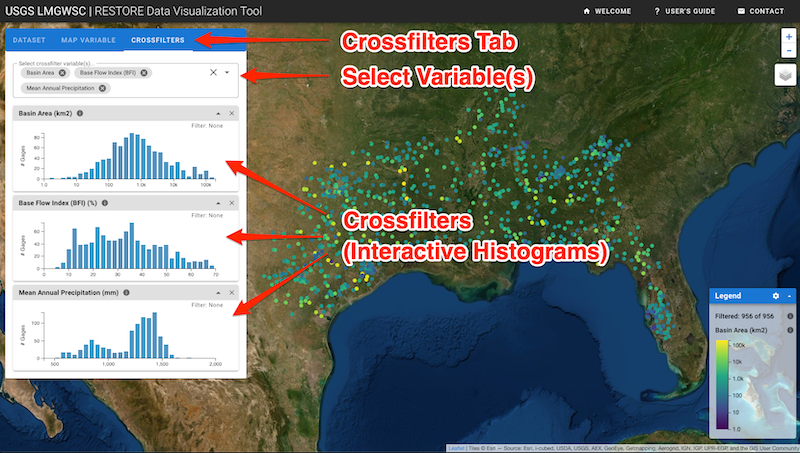 USGS LMGWSC | RESTORE Data Visualization Tool
WELCOME
? USER'S GUIDE
CONTACT
DATASET
MAP VARIABLE
CROSSFILTERS
Crossfilters Tab
Select crossfilter variable(s)...
Basin Area
Base Flow Index (BFI)
Mean Annual Precipitation
Select Variable(s)
+
−
Basin Area (km2)
Filter: None
# Gages
80
60
40
20
0
1.0 10 100 1.0k 10k 100k
Base Flow Index (BFI) (%)
Filter: None
# Gages
60
40
20
0
0 10 20 30 40 50 60 70
Crossfilters
(Interactive Histograms)
Mean Annual Precipitation (mm)
Filter: None
# Gages
100
50
0
500 1,000 1,500 2,000
Legend
Filtered: 956 of 956
Basin Area (km2)
100k
10k
1.0k
100
10
1.0
Leaflet | Tiles © Esri — Source: Esri, i-cubed, USDA, USGS, AEX, GeoEye, Getmapping, Aerogrid, IGN, IGP, UPR-EGP, and the GIS User Community